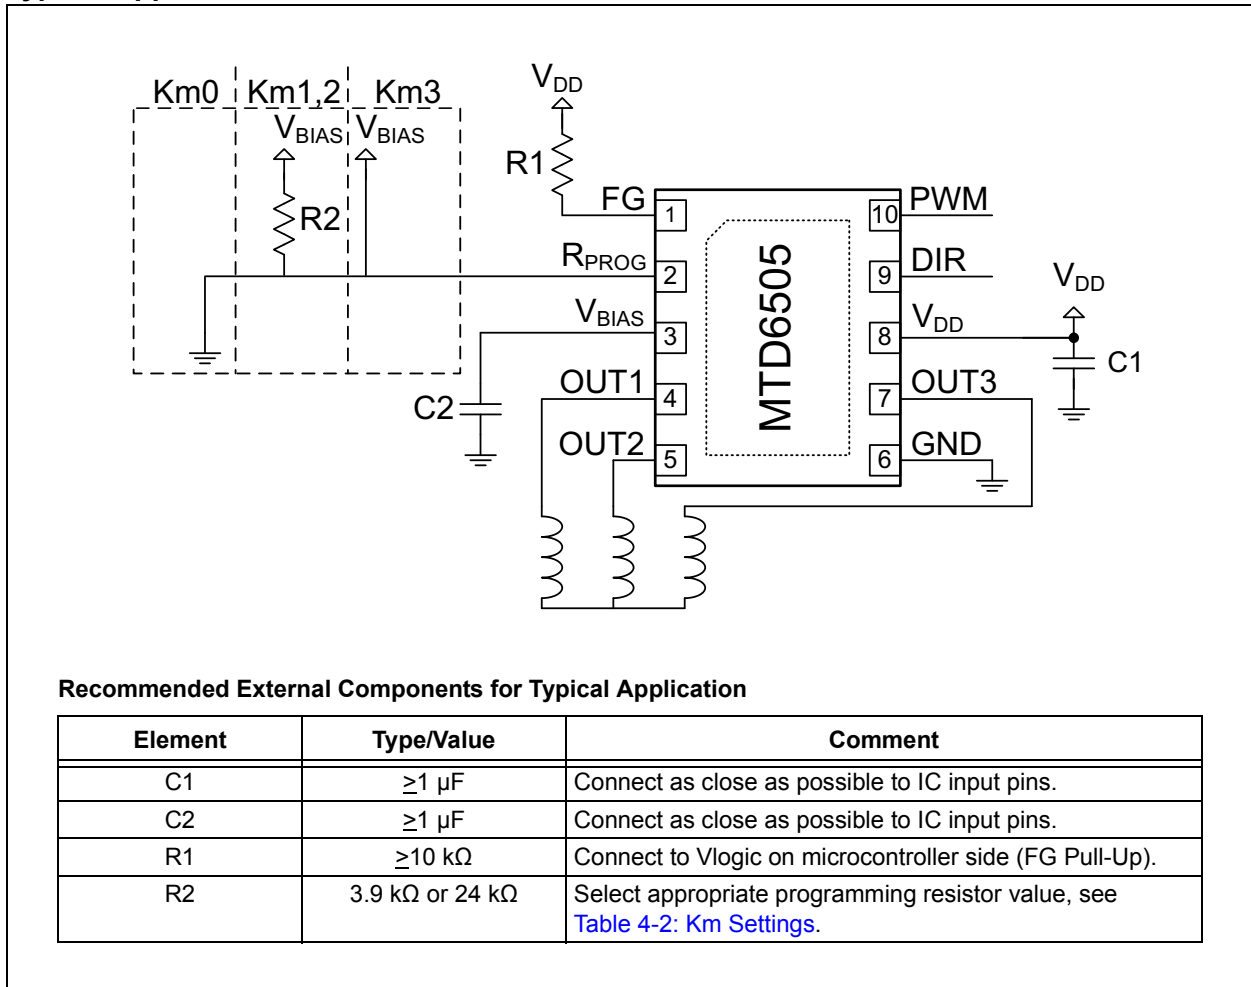 Km0 Km1,2 Km3
VBIAS VBIAS
R2
VDD
R1
FG
RPROG
VBIAS
OUT1
OUT2
C2
1
2
3
4
5
MTD6505
10
9
8
7
6
PWM
DIR
VDD
OUT3
GND
VDD
C1
Recommended External Components for Typical Application
Element Type/Value Comment
C1 ≥1 µF Connect as close as possible to IC input pins.
C2 ≥1 µF Connect as close as possible to IC input pins.
R1 ≥10 kΩ Connect to Vlogic on microcontroller side (FG Pull-Up).
R2 3.9 kΩ or 24 kΩ Select appropriate programming resistor value, see
Table 4-2: Km Settings.